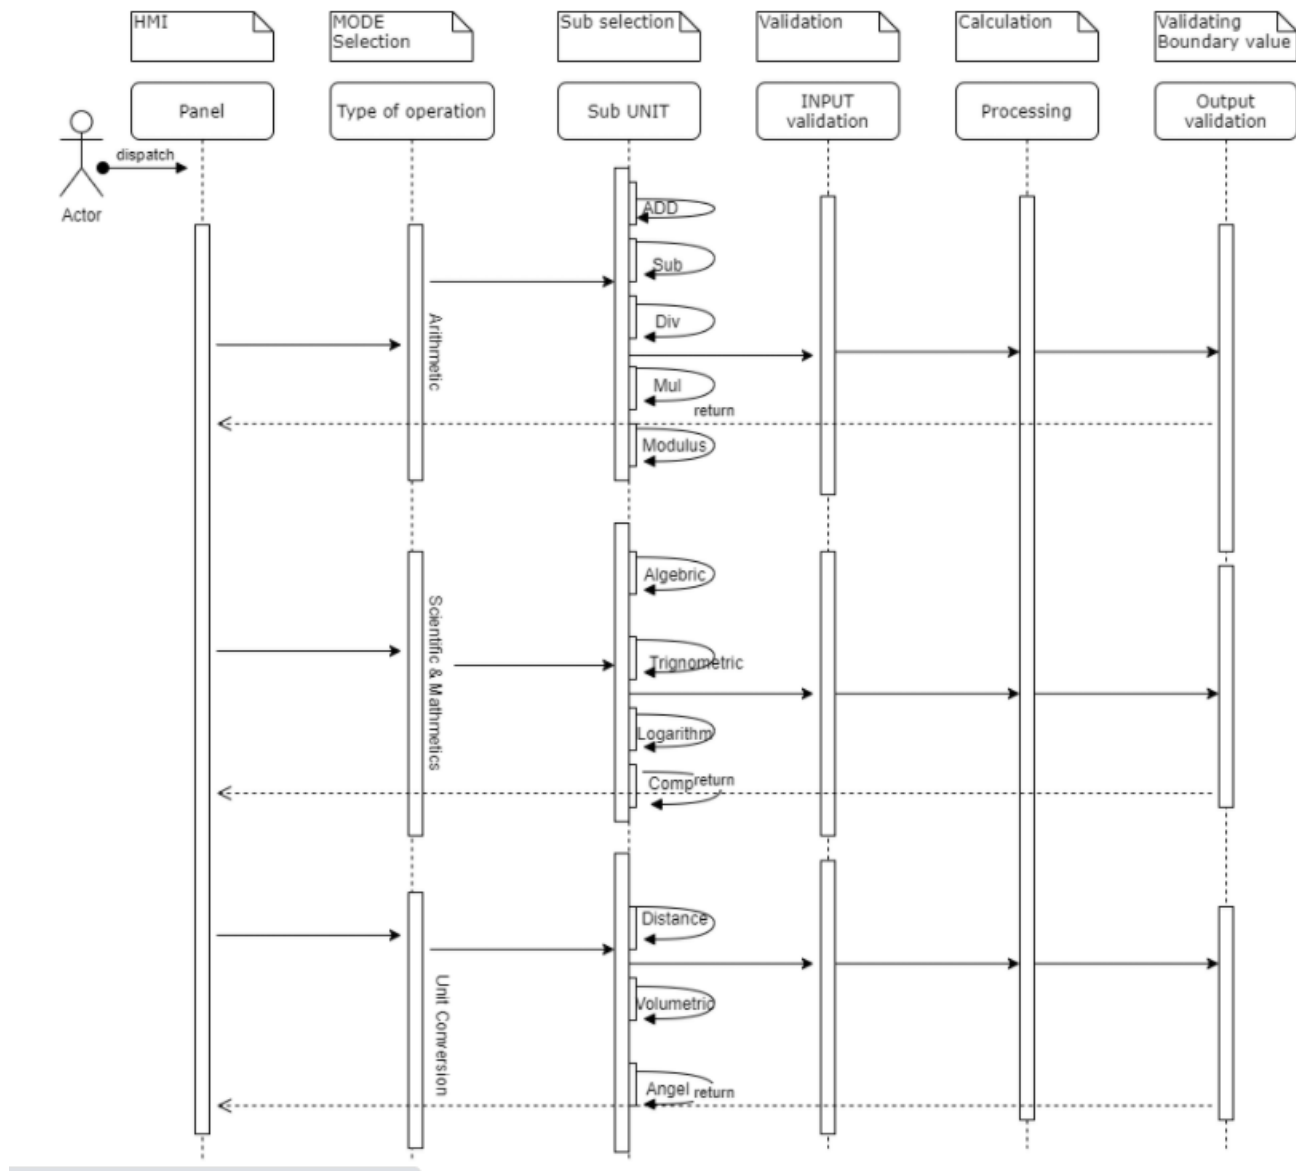 HMI
MODE
Selection
Sub selection
Validation
Calculation
Validating
Boundary value
Panel
Type of operation
Sub UNIT
INPUT
validation
Processing
Output
validation
dispatch
Actor
ADD
Sub
Div
Arithmetic
Mul
return
Modulus
Algebric
Scientific & Mathmetics
Trignometric
Logarithm
Comp
return
Distance
Unit Conversion
Volumetric
Angel
return